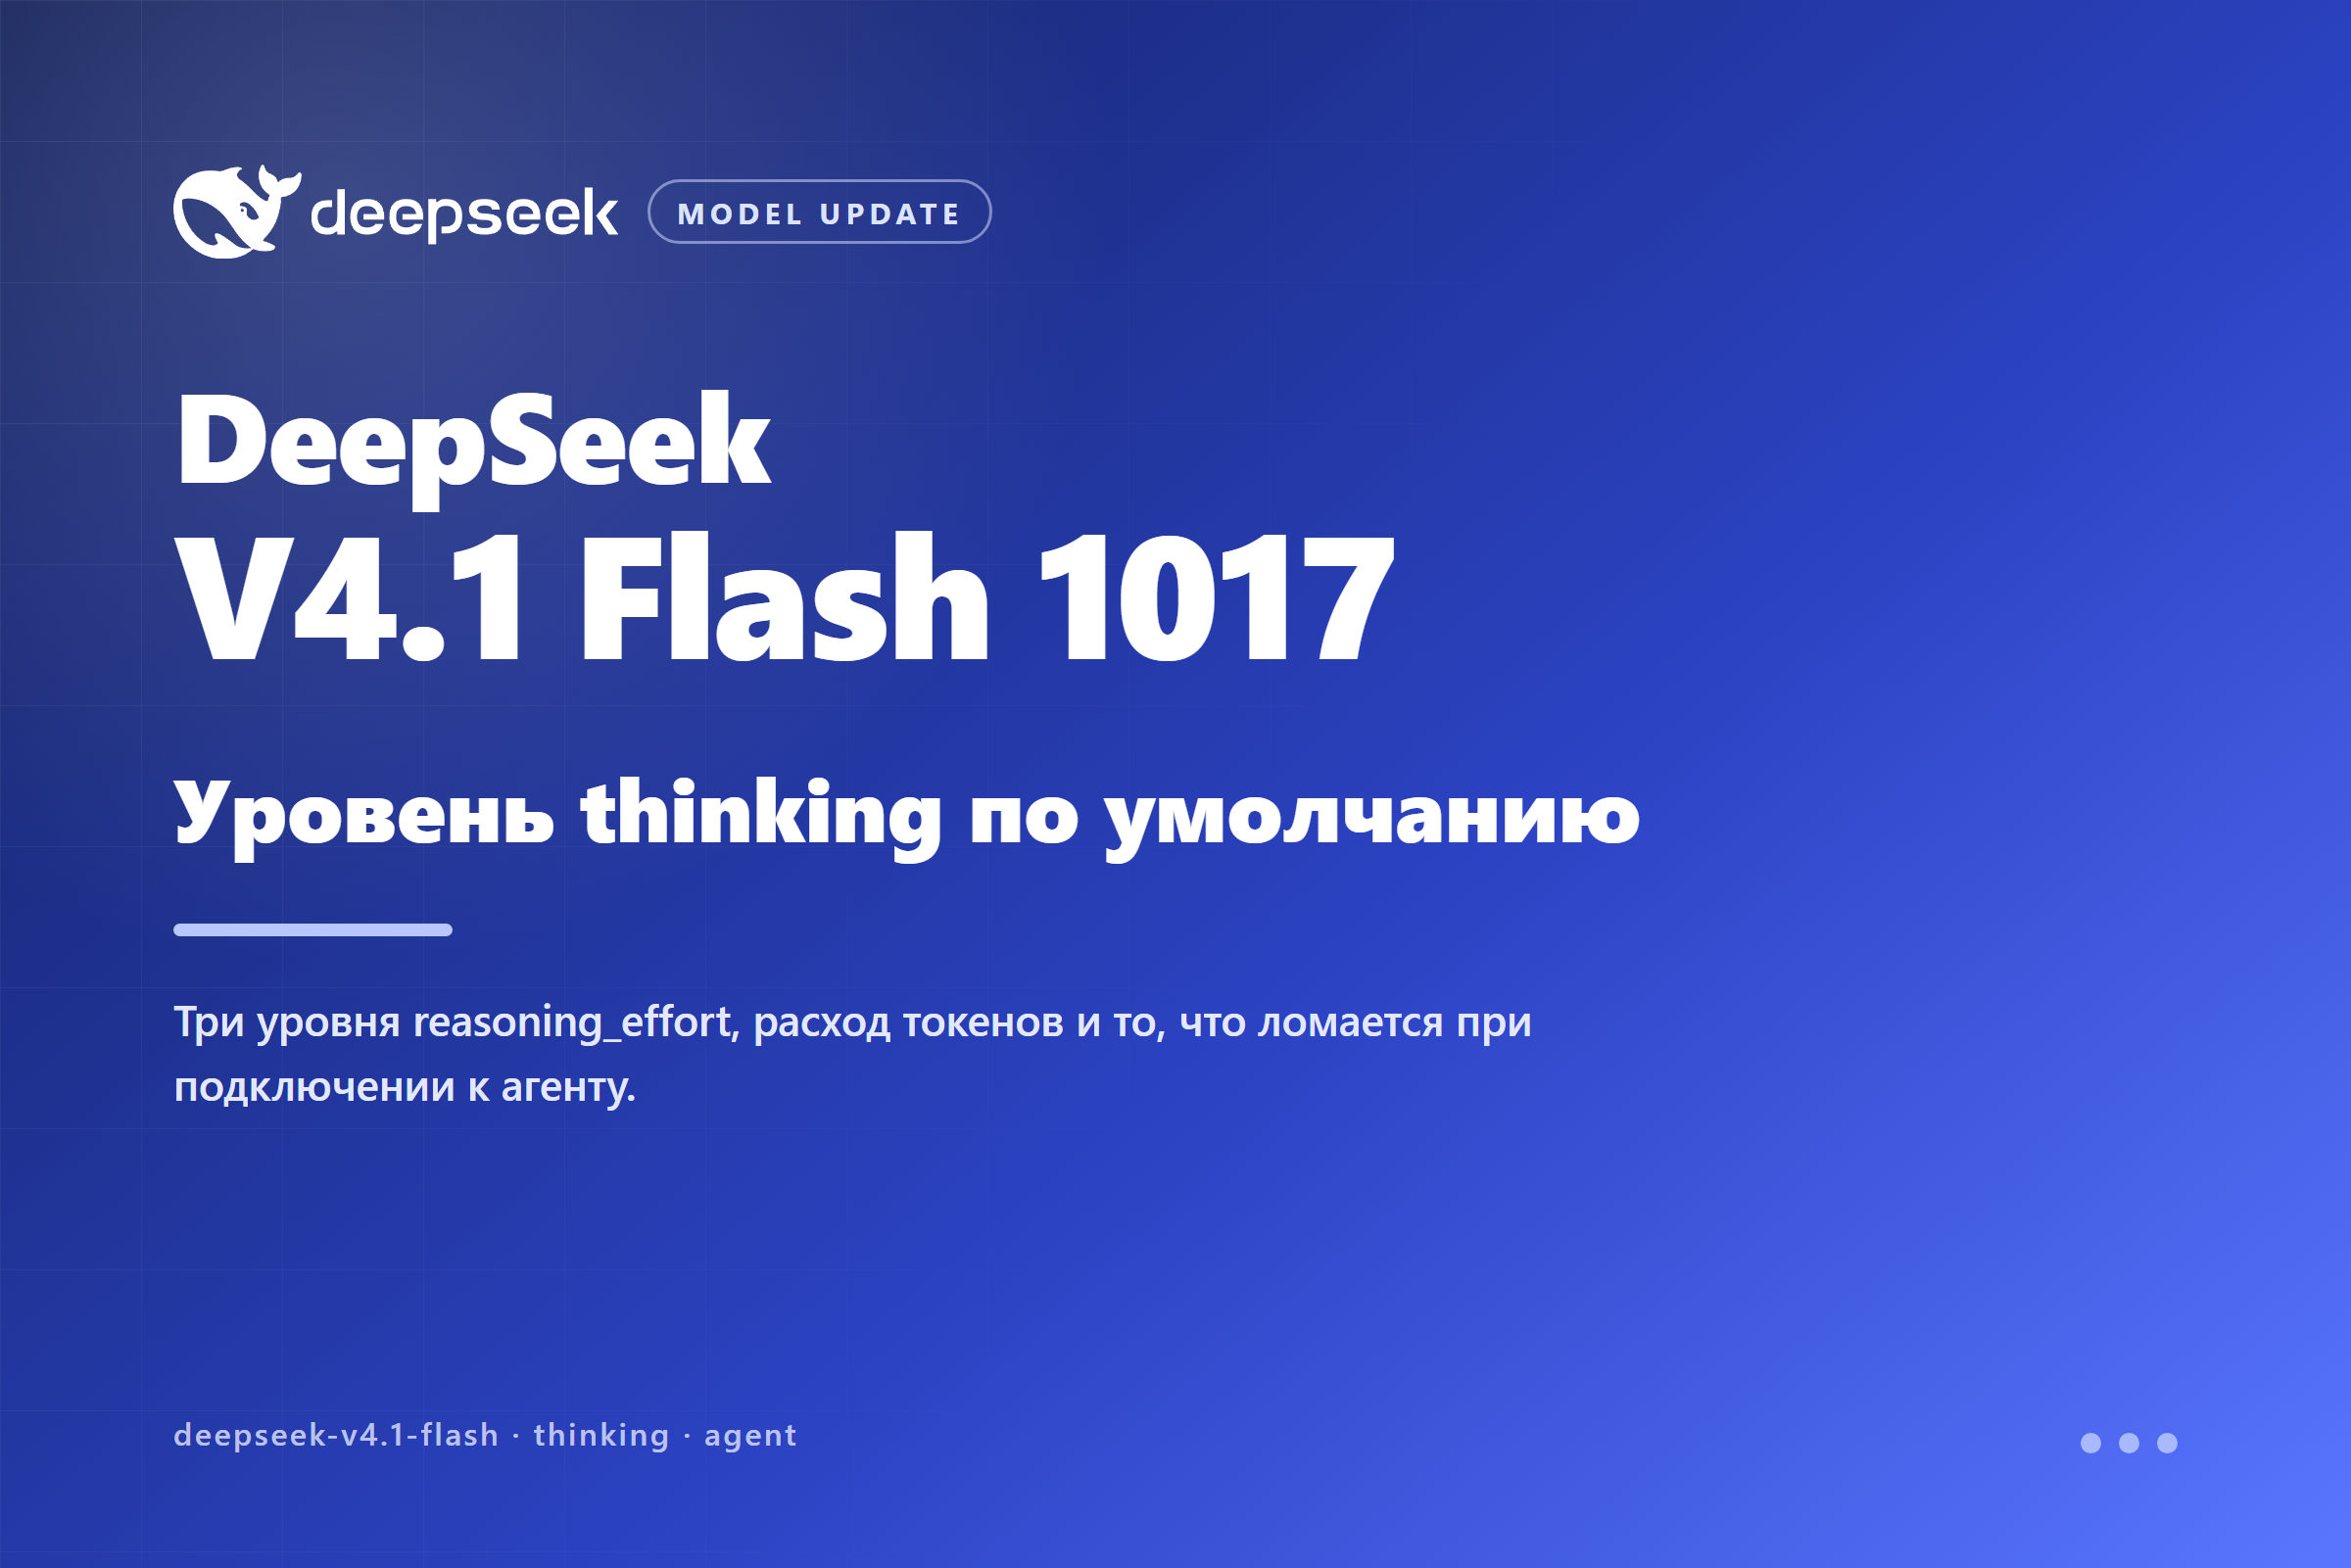 deepseek MODEL UPDATE
DeepSeek
V4.1 Flash 1017
Уровень thinking по умолчанию
Три уровня reasoning_effort, расход токенов и то, что ломается при
подключении к агенту.
deepseek-v4.1-flash · thinking · agent